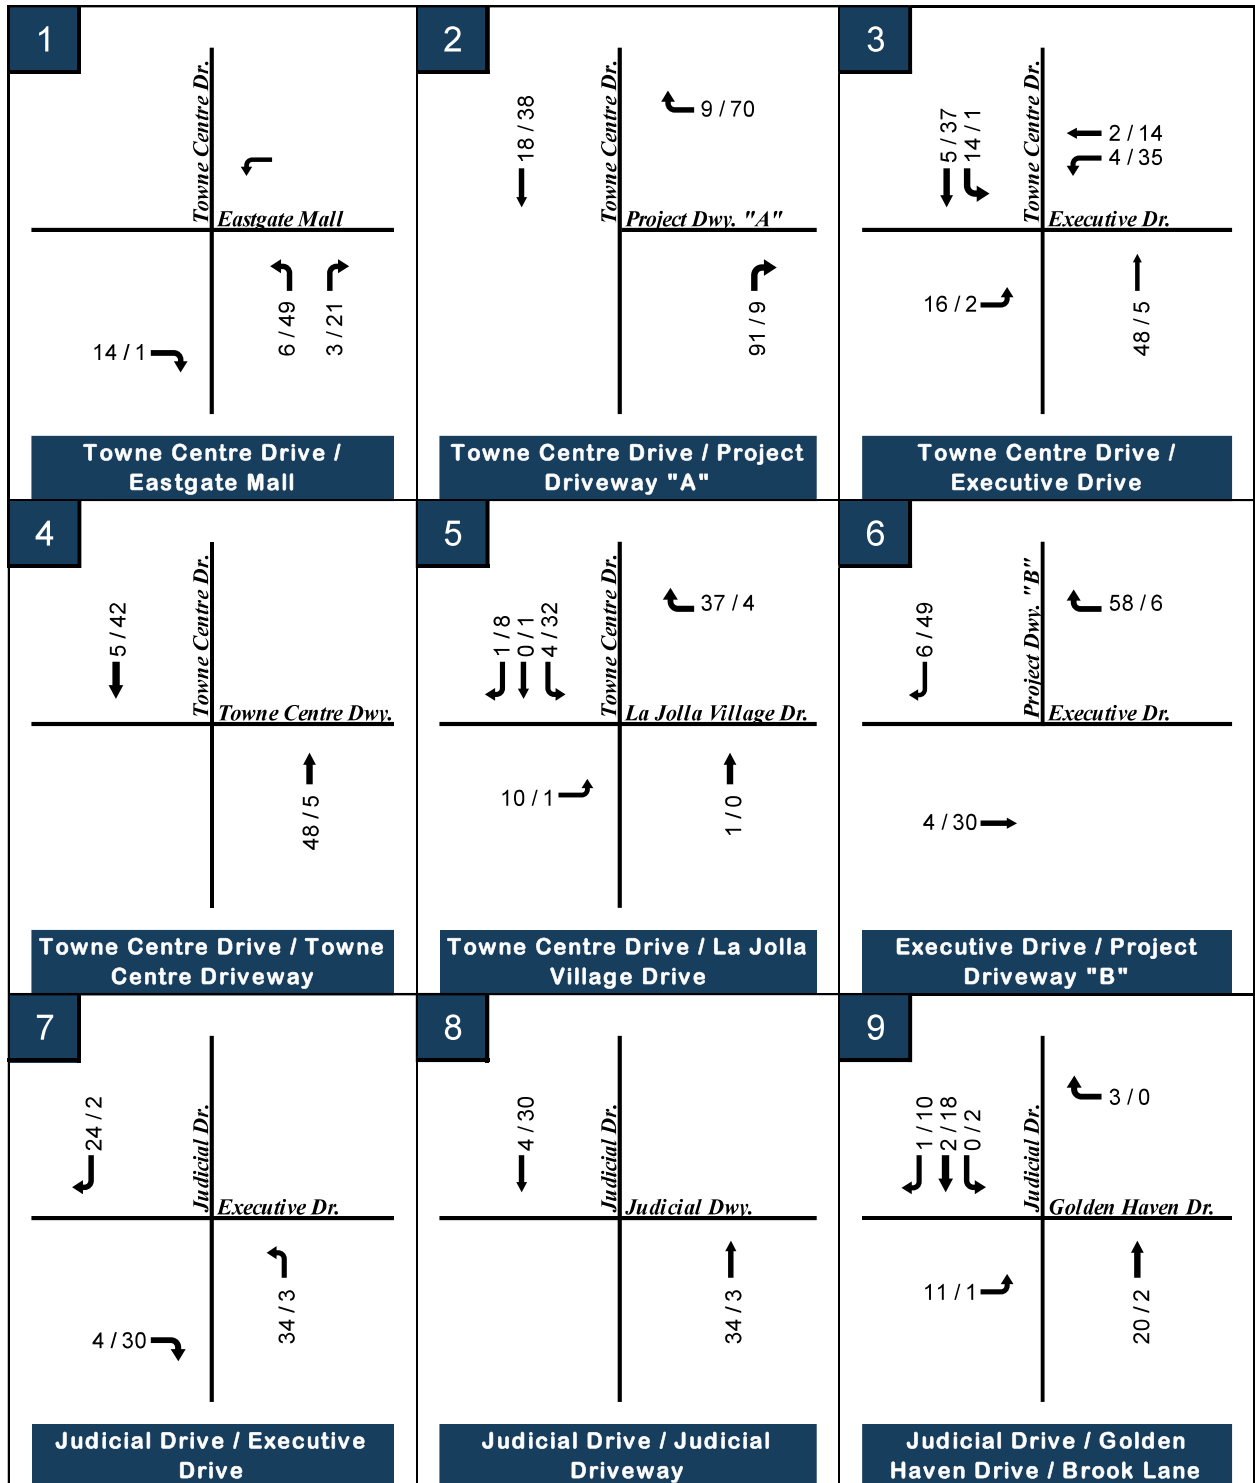 1
Towne Centre Dr.
Eastgate Mall
14 / 1
6 / 49
3 / 21
Towne Centre Drive /
Eastgate Mall
2
18 / 38
Towne Centre Dr.
9 / 70
Project Dwy. "A"
91 / 9
Towne Centre Drive / Project
Driveway "A"
3
5 / 37
14 / 1
Towne Centre Dr.
2 / 14
4 / 35
Executive Dr.
16 / 2
48 / 5
Towne Centre Drive /
Executive Drive
4
5 / 42
Towne Centre Dr.
Towne Centre Dwy.
48 / 5
Towne Centre Drive / Towne
Centre Driveway
5
1 / 8
0 / 1
4 / 32
Towne Centre Dr.
37 / 4
La Jolla Village Dr.
10 / 1
1 / 0
Towne Centre Drive / La Jolla
Village Drive
6
6 / 49
Project Dwy. "B"
58 / 6
Executive Dr.
4 / 30
Executive Drive / Project
Driveway "B"
7
24 / 2
Judicial Dr.
Executive Dr.
4 / 30
34 / 3
Judicial Drive / Executive
Drive
8
4 / 30
Judicial Dr.
Judicial Dwy.
34 / 3
Judicial Drive / Judicial
Driveway
9
1 / 10
2 / 18
0 / 2
Judicial Dr.
3 / 0
Golden Haven Dr.
11 / 1
20 / 2
Judicial Drive / Golden
Haven Drive / Brook Lane